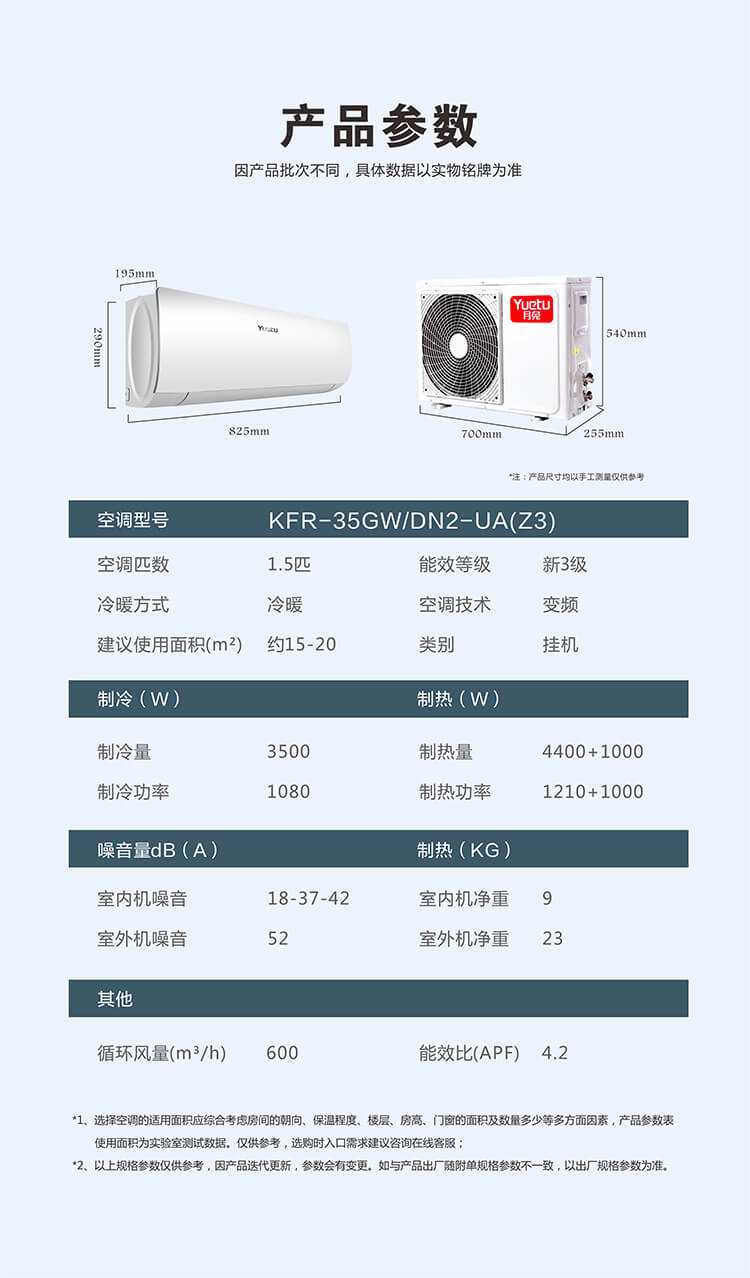 产品参数
因产品批次不同，具体数据以实物铭牌为准
195mm
290mm
Yuetu
825mm
Yuetu
月兔
540mm
700mm
255mm
*注：产品尺寸均以手工测量仅供参考
空调型号 KFR-35GW/DN2-UA(Z3)
空调匹数 1.5匹 能效等级 新3级
冷暖方式 冷暖 空调技术 变频
建议使用面积(m²) 约15-20 类别 挂机
制冷（W） 制热（W）
制冷量 3500 制热量 4400+1000
制冷功率 1080 制热功率 1210+1000
噪音量dB（A） 制热（KG）
室内机噪音 18-37-42 室内机净重 9
室外机噪音 52 室外机净重 23
其他
循环风量(m³/h) 600 能效比(APF) 4.2
*1、选择空调的适用面积应综合考虑房间的朝向、保温程度、楼层、房高、门窗的面积及数量多少等多方面因素，产品参数表
使用面积为实验室测试数据。仅供参考，选购时入口需求建议咨询在线客服；
*2、以上规格参数仅供参考，因产品迭代更新，参数会有变更。如与产品出厂随附单规格参数不一致，以出厂规格参数为准。